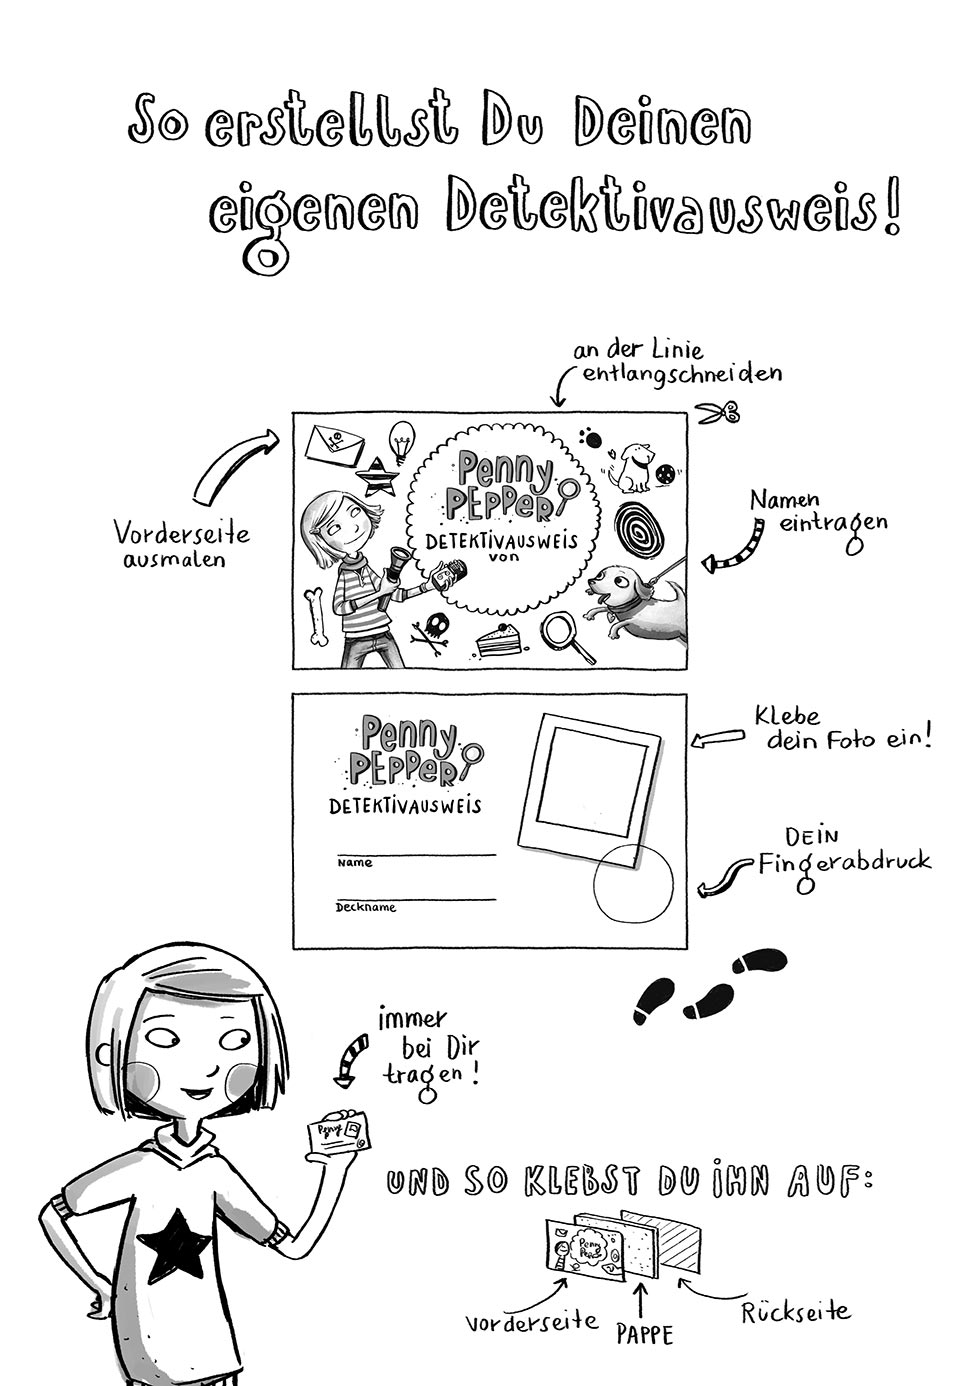 So erstellst Du Deinen
eigenen Detektivausweis!
an der Linie
entlangschneiden
Vorderseite
ausmalen
Penny
PEPPER
DETEKTIVAUSWEIS
von
Namen
eintragen
Penny
PEPPER
DETEKTIVAUSWEIS
Name
Deckname
Klebe
dein Foto ein!
DEIN
Fingerabdruck
immer
bei Dir
tragen!
Penny
UND SO KLEBST DU IHN AUF:
Penny
Pepper
Vorderseite
PAPPE
Rückseite